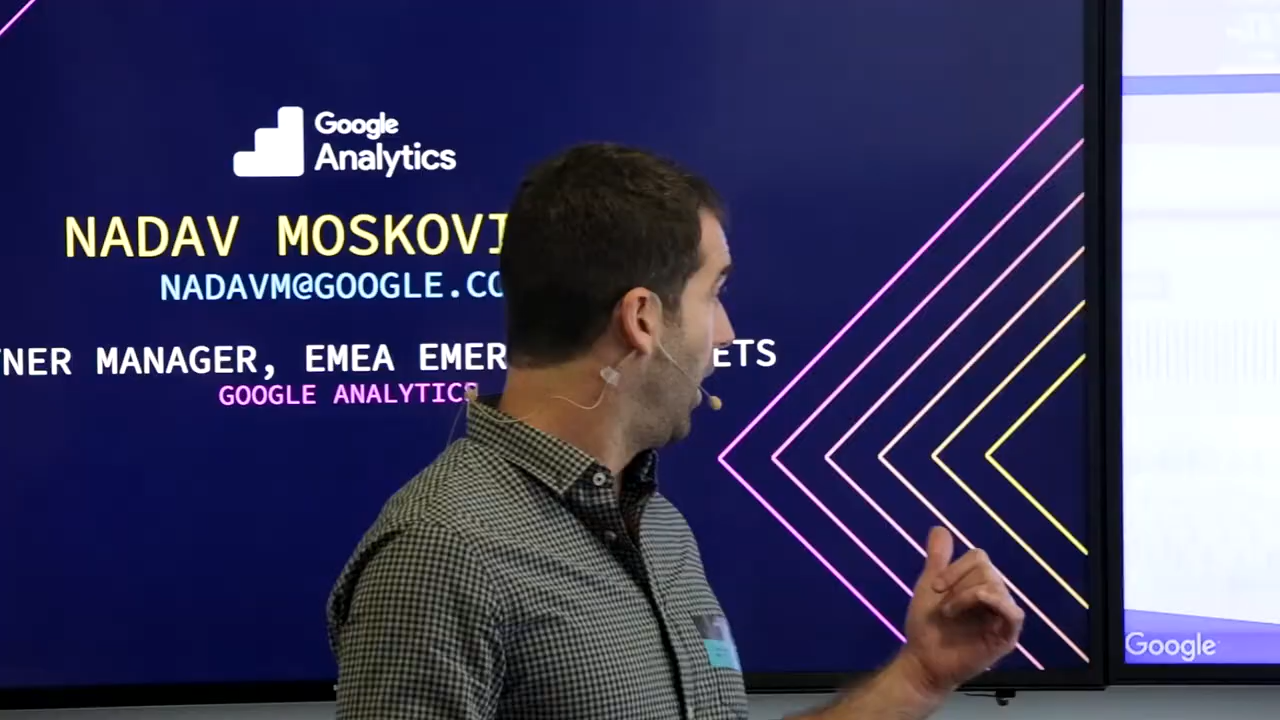 Google
Analytics
NADAV MOSKOVI
NADAVM@GOOGLE.CO
NER MANAGER, EMEA EMER ETS
GOOGLE ANALYTICS
Google